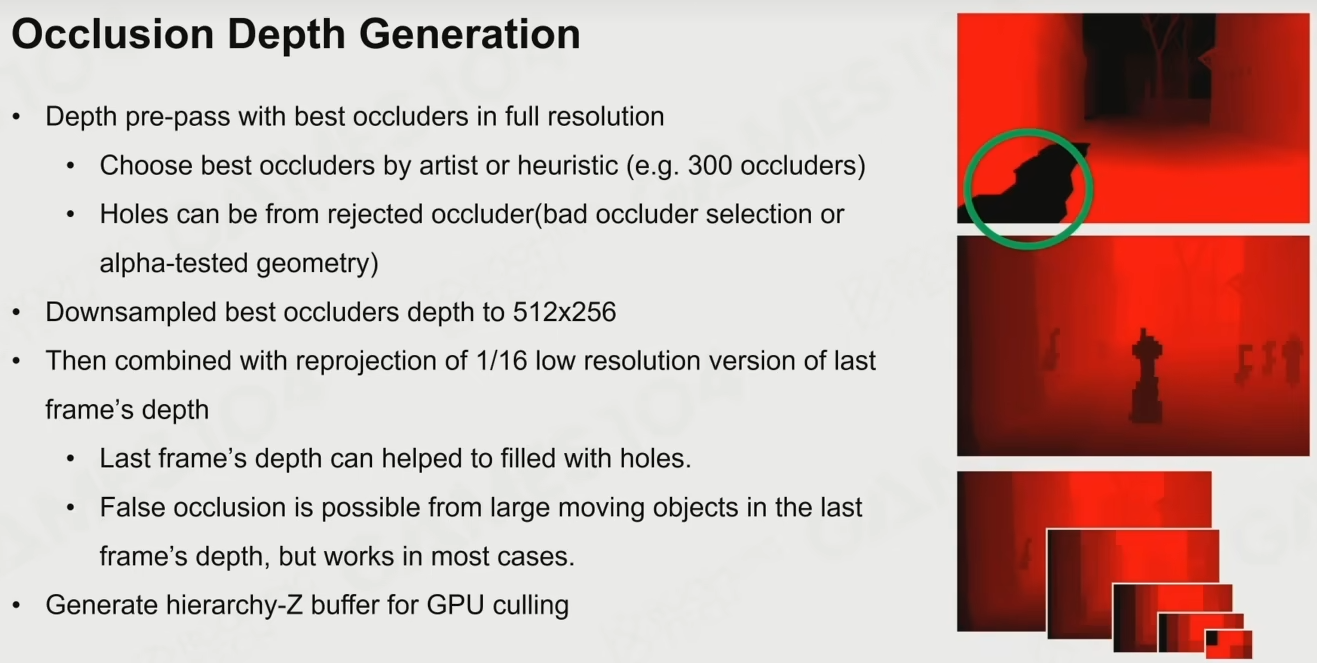 Occlusion Depth Generation
• Depth pre-pass with best occluders in full resolution
• Choose best occluders by artist or heuristic (e.g. 300 occluders)
• Holes can be from rejected occluder(bad occluder selection or
alpha-tested geometry)
• Downsampled best occluders depth to 512x256
• Then combined with reprojection of 1/16 low resolution version of last
frame’s depth
• Last frame’s depth can helped to filled with holes.
• False occlusion is possible from large moving objects in the last
frame’s depth, but works in most cases.
• Generate hierarchy-Z buffer for GPU culling